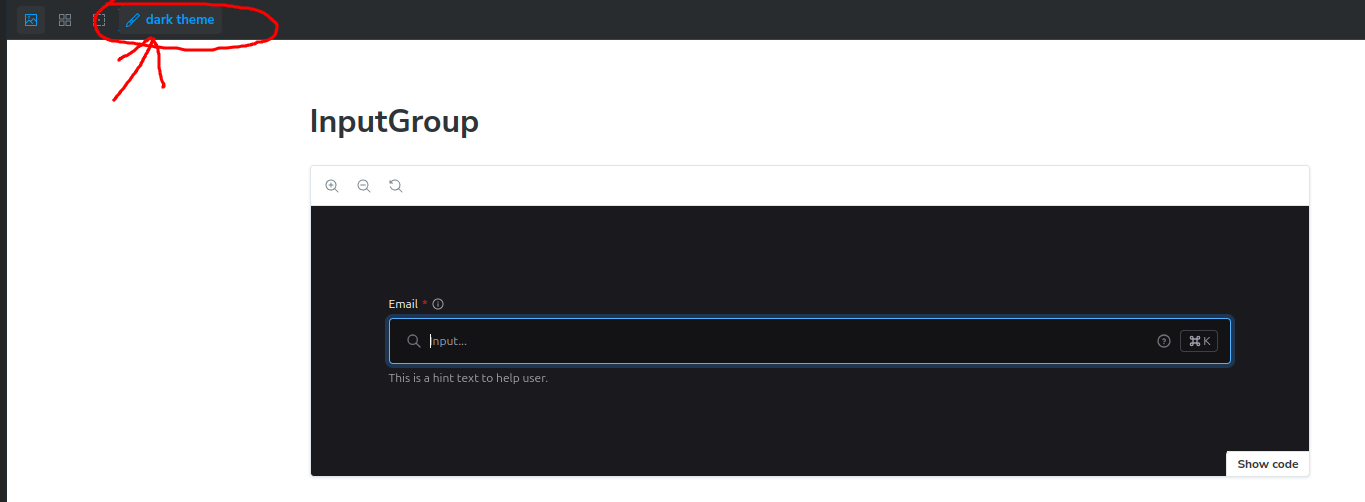 dark theme
InputGroup
Email *
Input...
⌘ K
This is a hint text to help user.
Show code